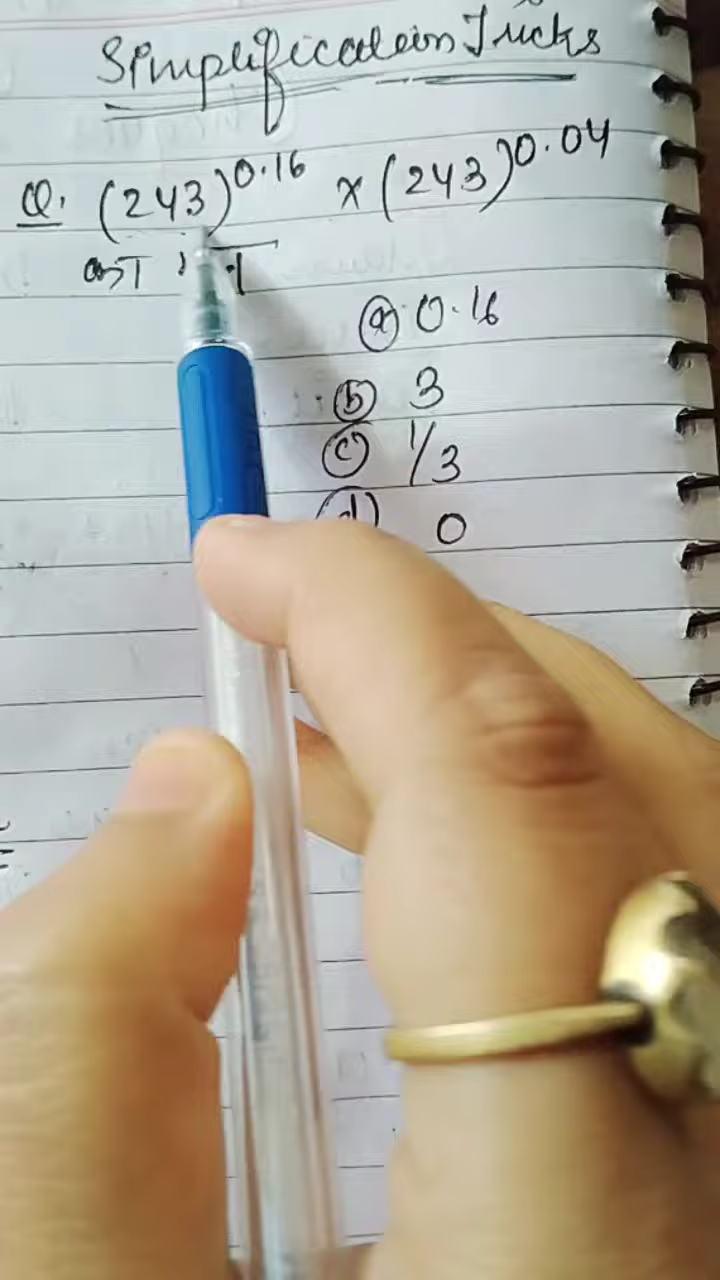 Simplification Tricks
Q. (243)^0.16 x (243)^0.04
(a) 0.16
(b) 3
(c) 1/3
(d) 0